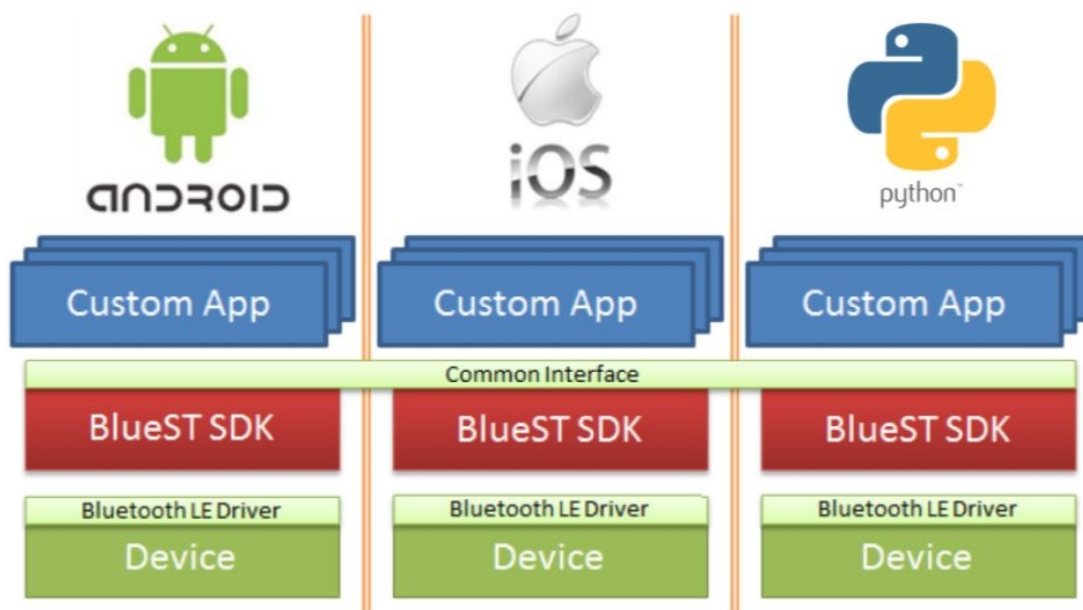 ANDROID
iOS
python™
Custom App
Custom App
Custom App
Common Interface
BlueST SDK
BlueST SDK
BlueST SDK
Bluetooth LE Driver
Bluetooth LE Driver
Bluetooth LE Driver
Device
Device
Device